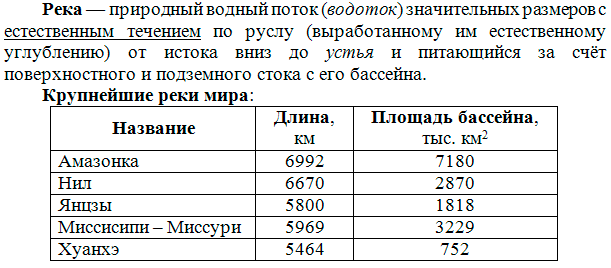 Река — природный водный поток (водоток) значительных размеров с
естественным течением по руслу (выработанному им естественному
углублению) от истока вниз до устья и питающийся за счёт
поверхностного и подземного стока с его бассейна.
Крупнейшие реки мира:
Название Длина, км Площадь бассейна, тыс. км²
Амазонка 6992 7180
Нил 6670 2870
Янцзы 5800 1818
Миссисипи – Миссури 5969 3229
Хуанхэ 5464 752